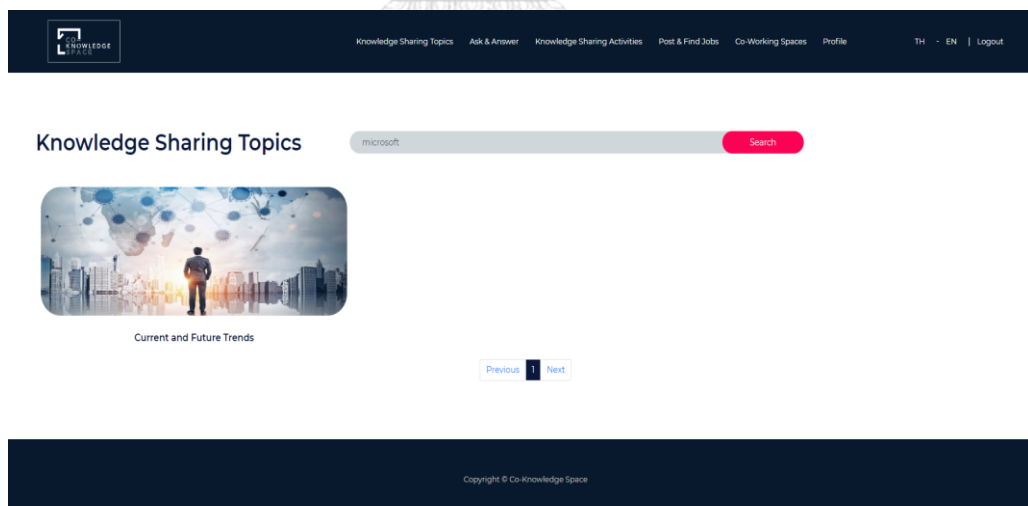 CO-
KNOWLEDGE
SPACE
Knowledge Sharing Topics Ask & Answer Knowledge Sharing Activities Post & Find Jobs Co-Working Spaces Profile TH - EN | Logout
Knowledge Sharing Topics microsoft Search
Current and Future Trends
Previous 1 Next
Copyright © Co-Knowledge Space